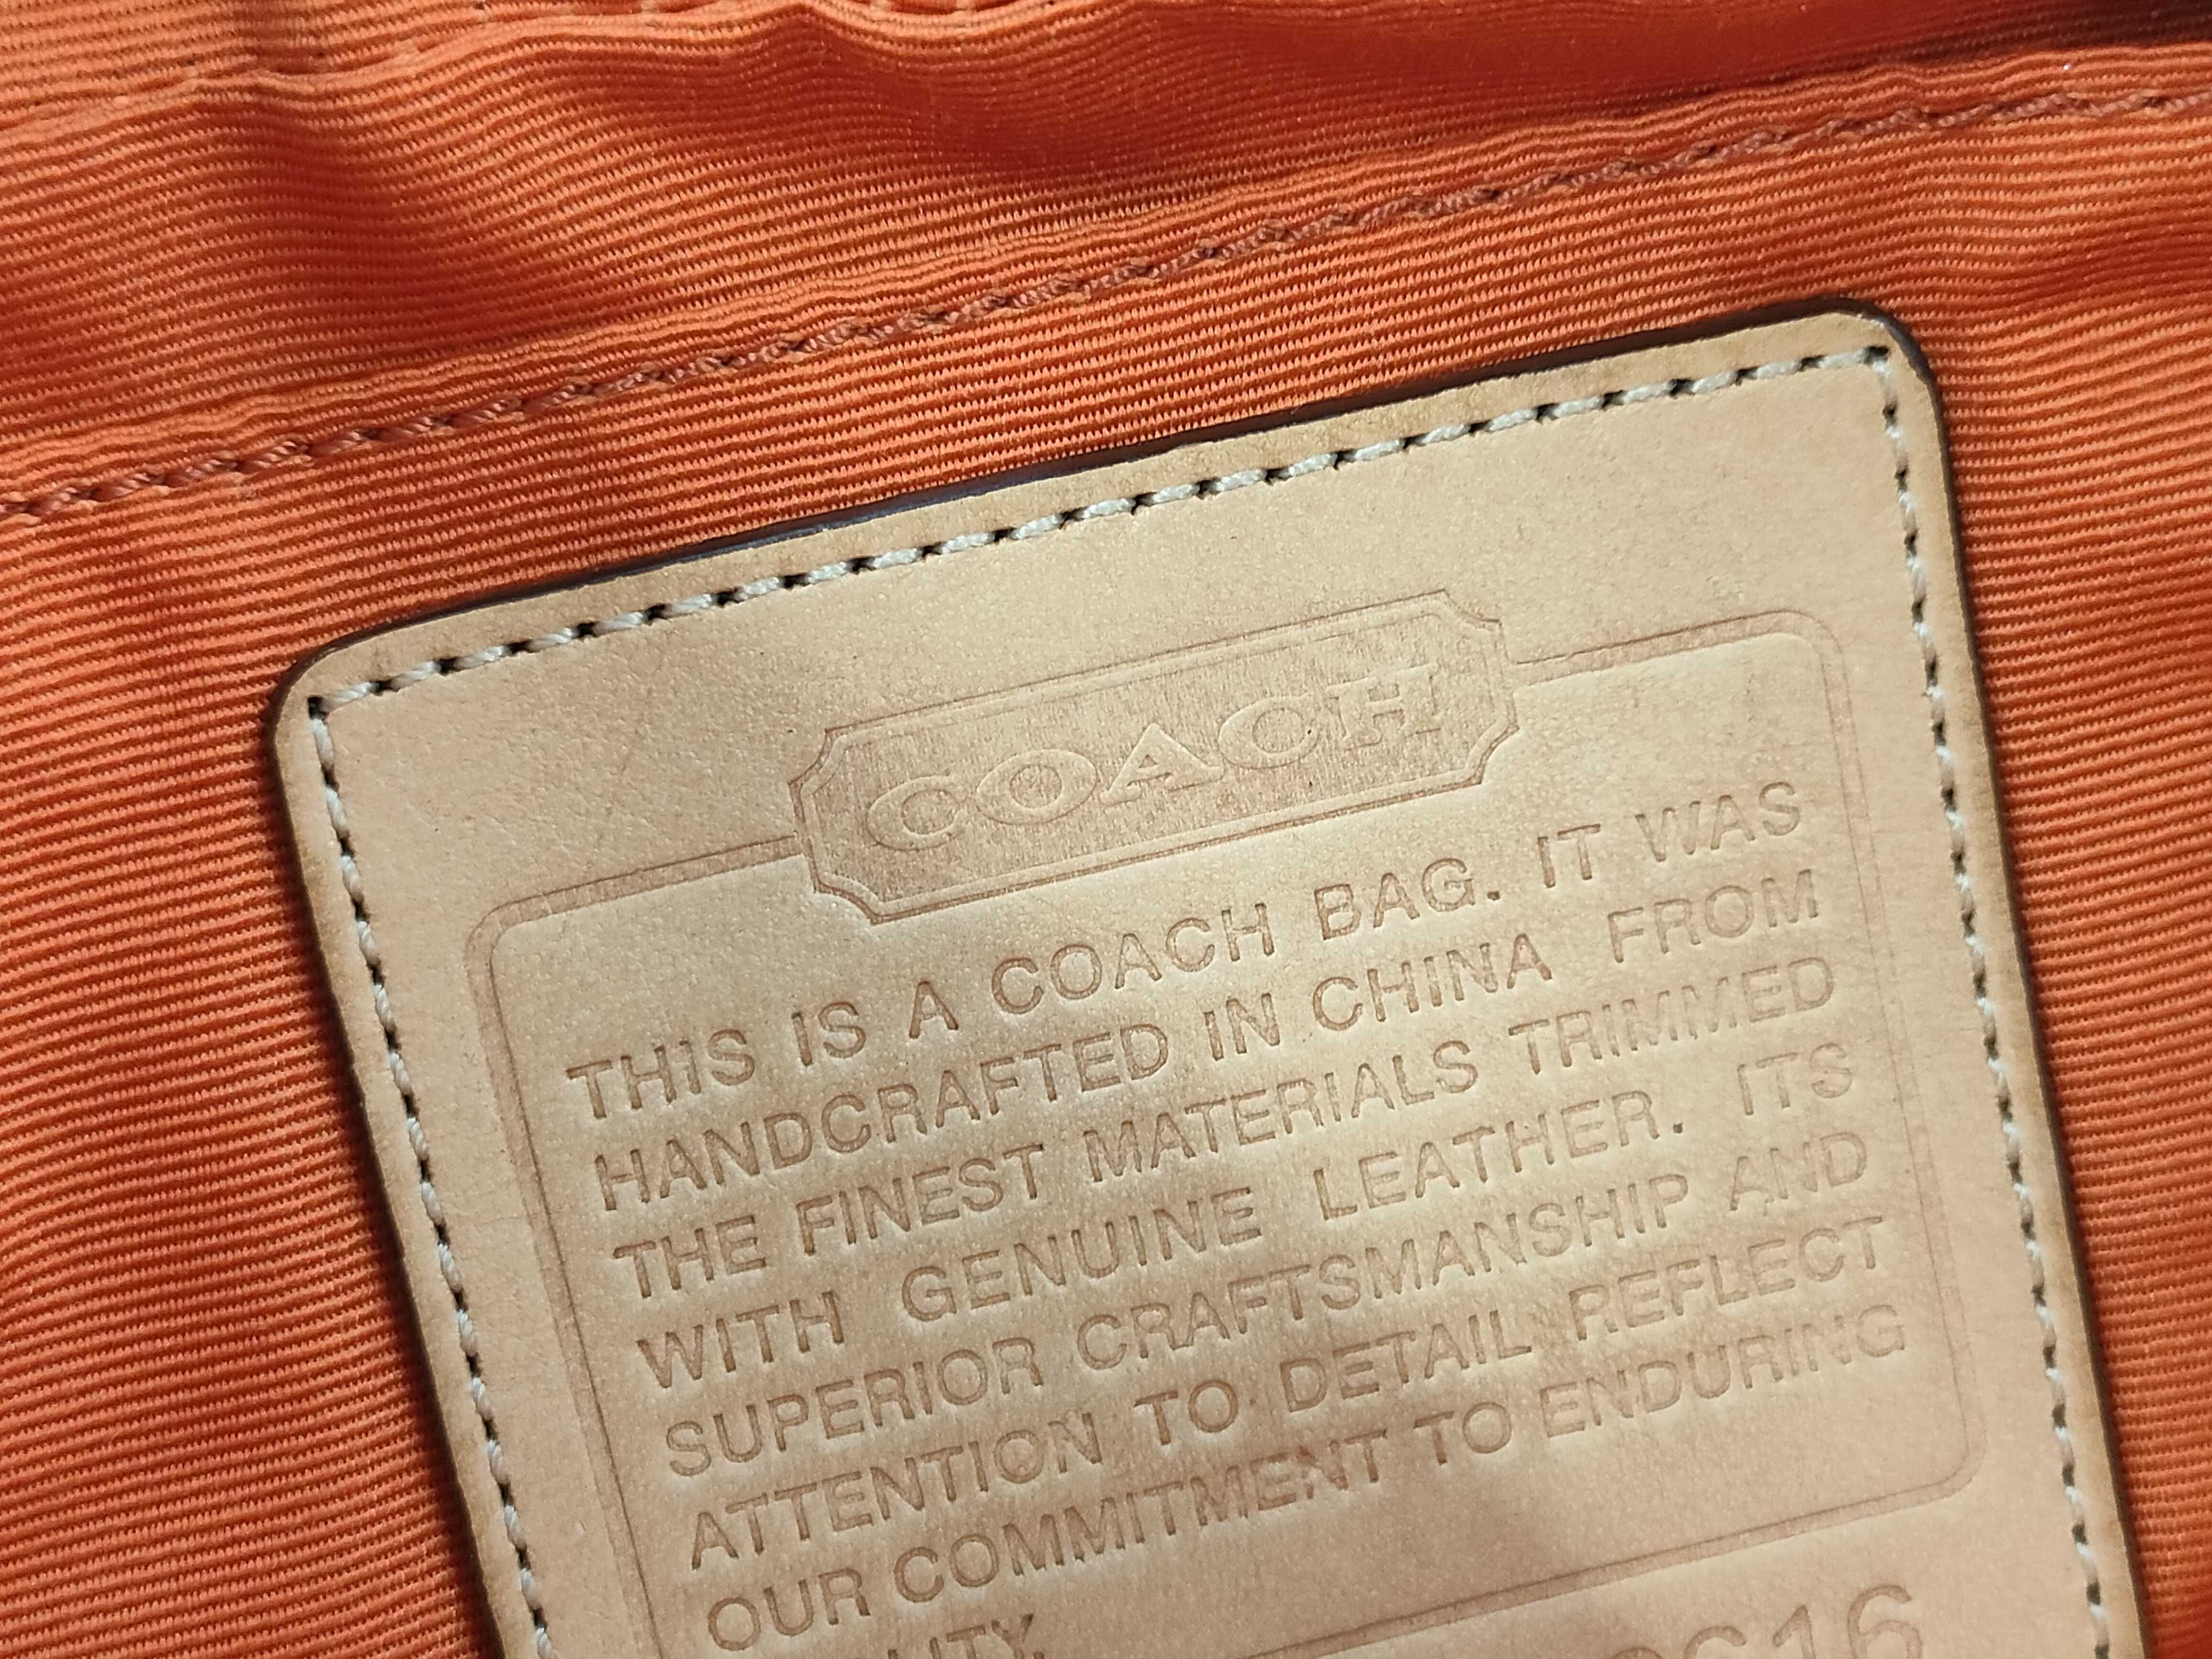 COACH
THIS IS A COACH BAG. IT WAS
HANDCRAFTED IN CHINA FROM
THE FINEST MATERIALS TRIMMED
WITH GENUINE LEATHER. ITS
SUPERIOR CRAFTSMANSHIP AND
ATTENTION TO DETAIL REFLECT
OUR COMMITMENT TO ENDURING